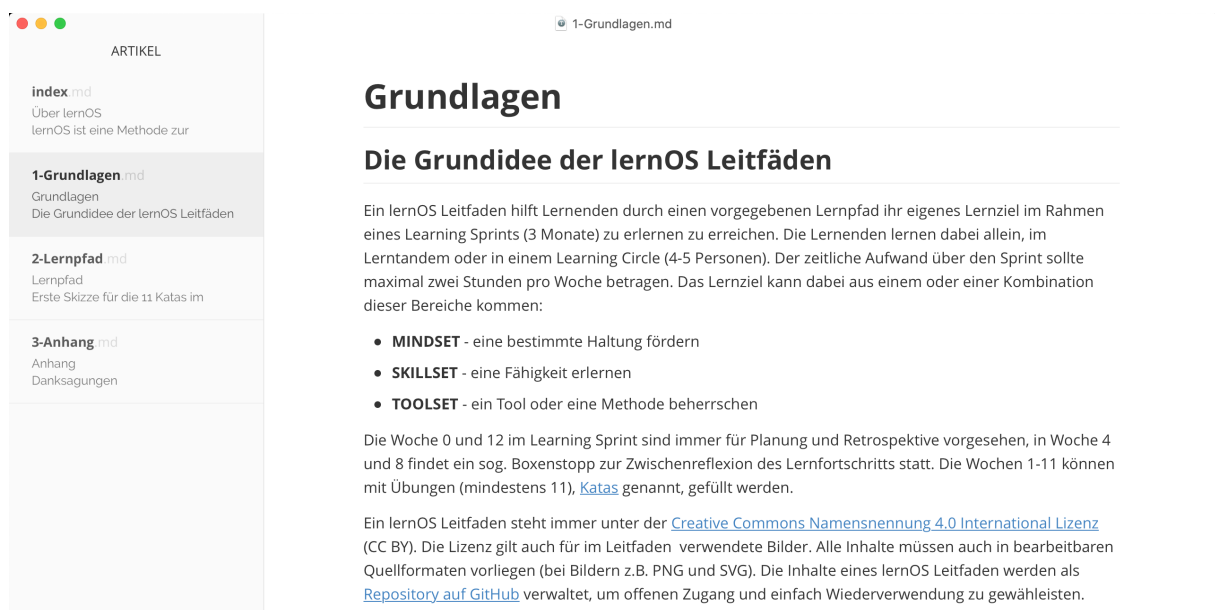 1-Grundlagen.md
ARTIKEL
index.md
Über lernOS
lernOS ist eine Methode zur
1-Grundlagen.md
Grundlagen
Die Grundidee der lernOS Leitfäden
2-Lernpfad.md
Lernpfad
Erste Skizze für die 11 Katas im
3-Anhang.md
Anhang
Danksagungen
Grundlagen
Die Grundidee der lernOS Leitfäden
Ein lernOS Leitfaden hilft Lernenden durch einen vorgegebenen Lernpfad ihr eigenes Lernziel im Rahmen
eines Learning Sprints (3 Monate) zu erlernen zu erreichen. Die Lernenden lernen dabei allein, im
Lerntandem oder in einem Learning Circle (4-5 Personen). Der zeitliche Aufwand über den Sprint sollte
maximal zwei Stunden pro Woche betragen. Das Lernziel kann dabei aus einem oder einer Kombination
dieser Bereiche kommen:
● MINDSET - eine bestimmte Haltung fördern
● SKILLSET - eine Fähigkeit erlernen
● TOOLSET - ein Tool oder eine Methode beherrschen
Die Woche 0 und 12 im Learning Sprint sind immer für Planung und Retrospektive vorgesehen, in Woche 4
und 8 findet ein sog. Boxenstopp zur Zwischenreflexion des Lernfortschritts statt. Die Wochen 1-11 können
mit Übungen (mindestens 11), Katas genannt, gefüllt werden.
Ein lernOS Leitfaden steht immer unter der Creative Commons Namensnennung 4.0 International Lizenz
(CC BY). Die Lizenz gilt auch für im Leitfaden verwendete Bilder. Alle Inhalte müssen auch in bearbeitbaren
Quellformaten vorliegen (bei Bildern z.B. PNG und SVG). Die Inhalte eines lernOS Leitfaden werden als
Repository auf GitHub verwaltet, um offenen Zugang und einfach Wiederverwendung zu gewähleisten.